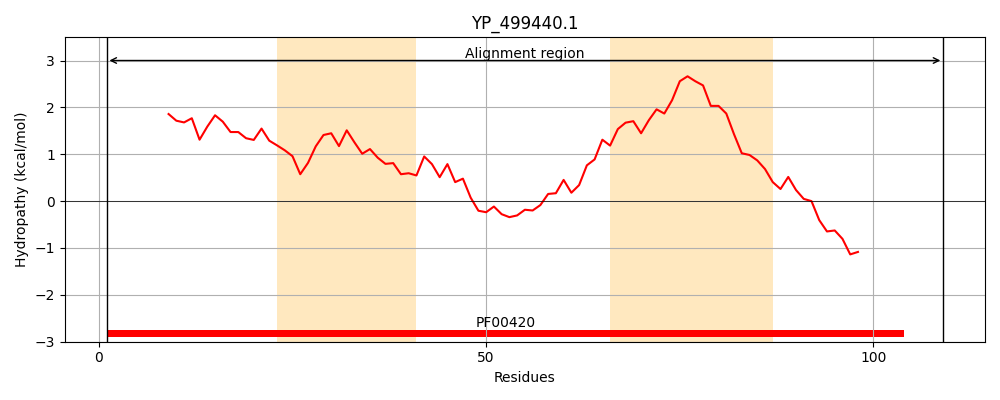 YP_499440.1
Alignment region
3
2
1
0
−1
−2
−3
Hydropathy (kcal/mol)
PF00420
0
50
100
Residues